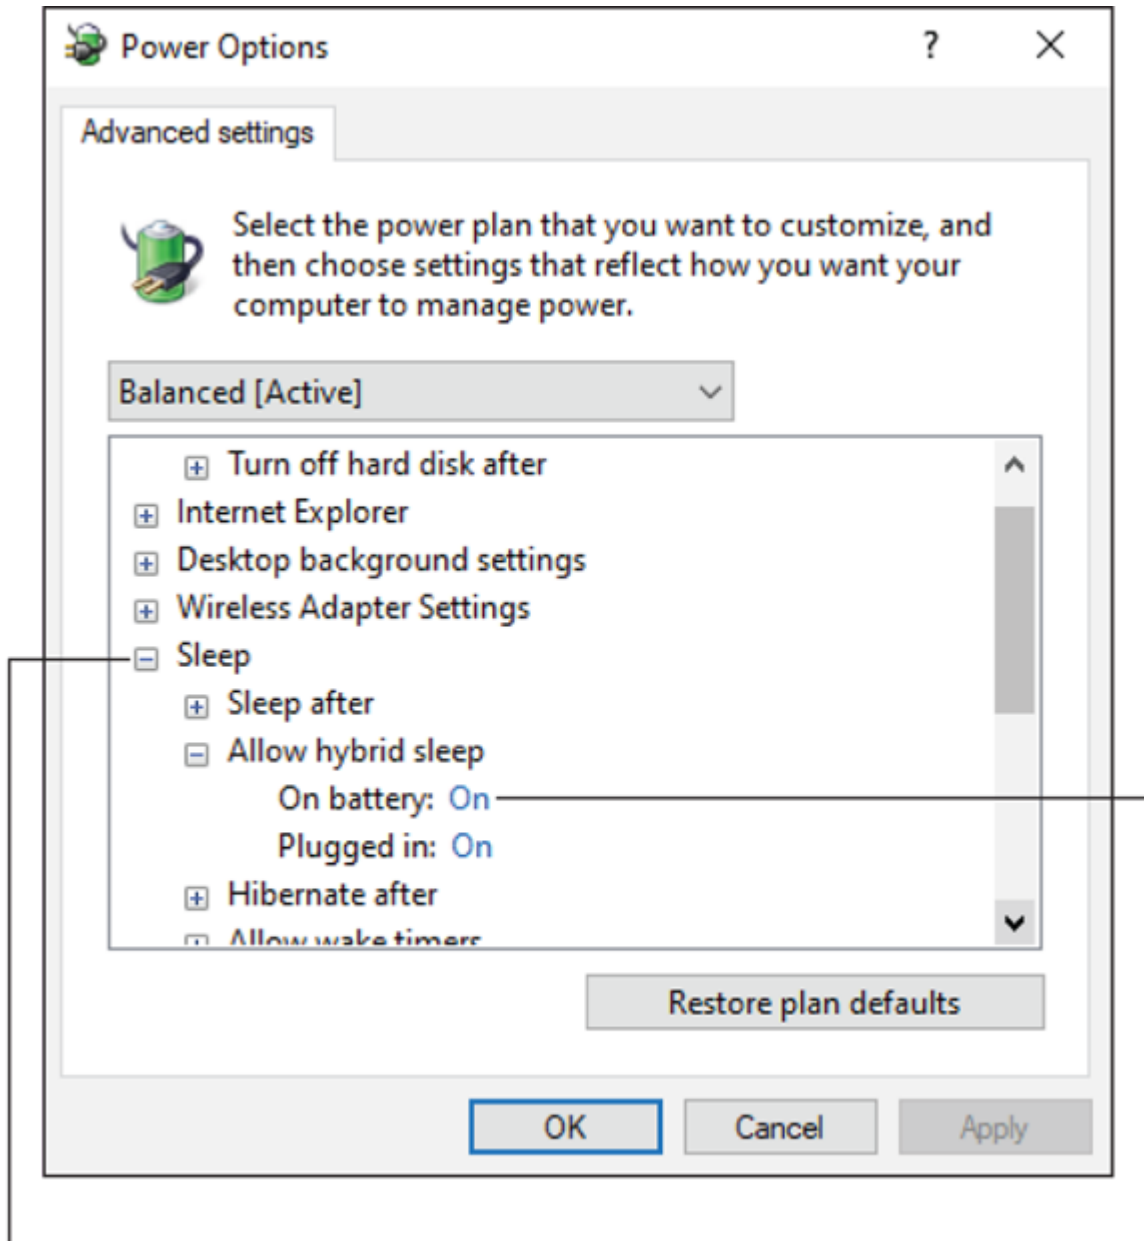 Power Options
?
Advanced settings
Select the power plan that you want to customize, and
then choose settings that reflect how you want your
computer to manage power.
Balanced [Active]
Turn off hard disk after
Internet Explorer
Desktop background settings
Wireless Adapter Settings
Sleep
Sleep after
Allow hybrid sleep
On battery: On
Plugged in: On
Hibernate after
Allow wake timers
Restore plan defaults
OK Cancel Apply